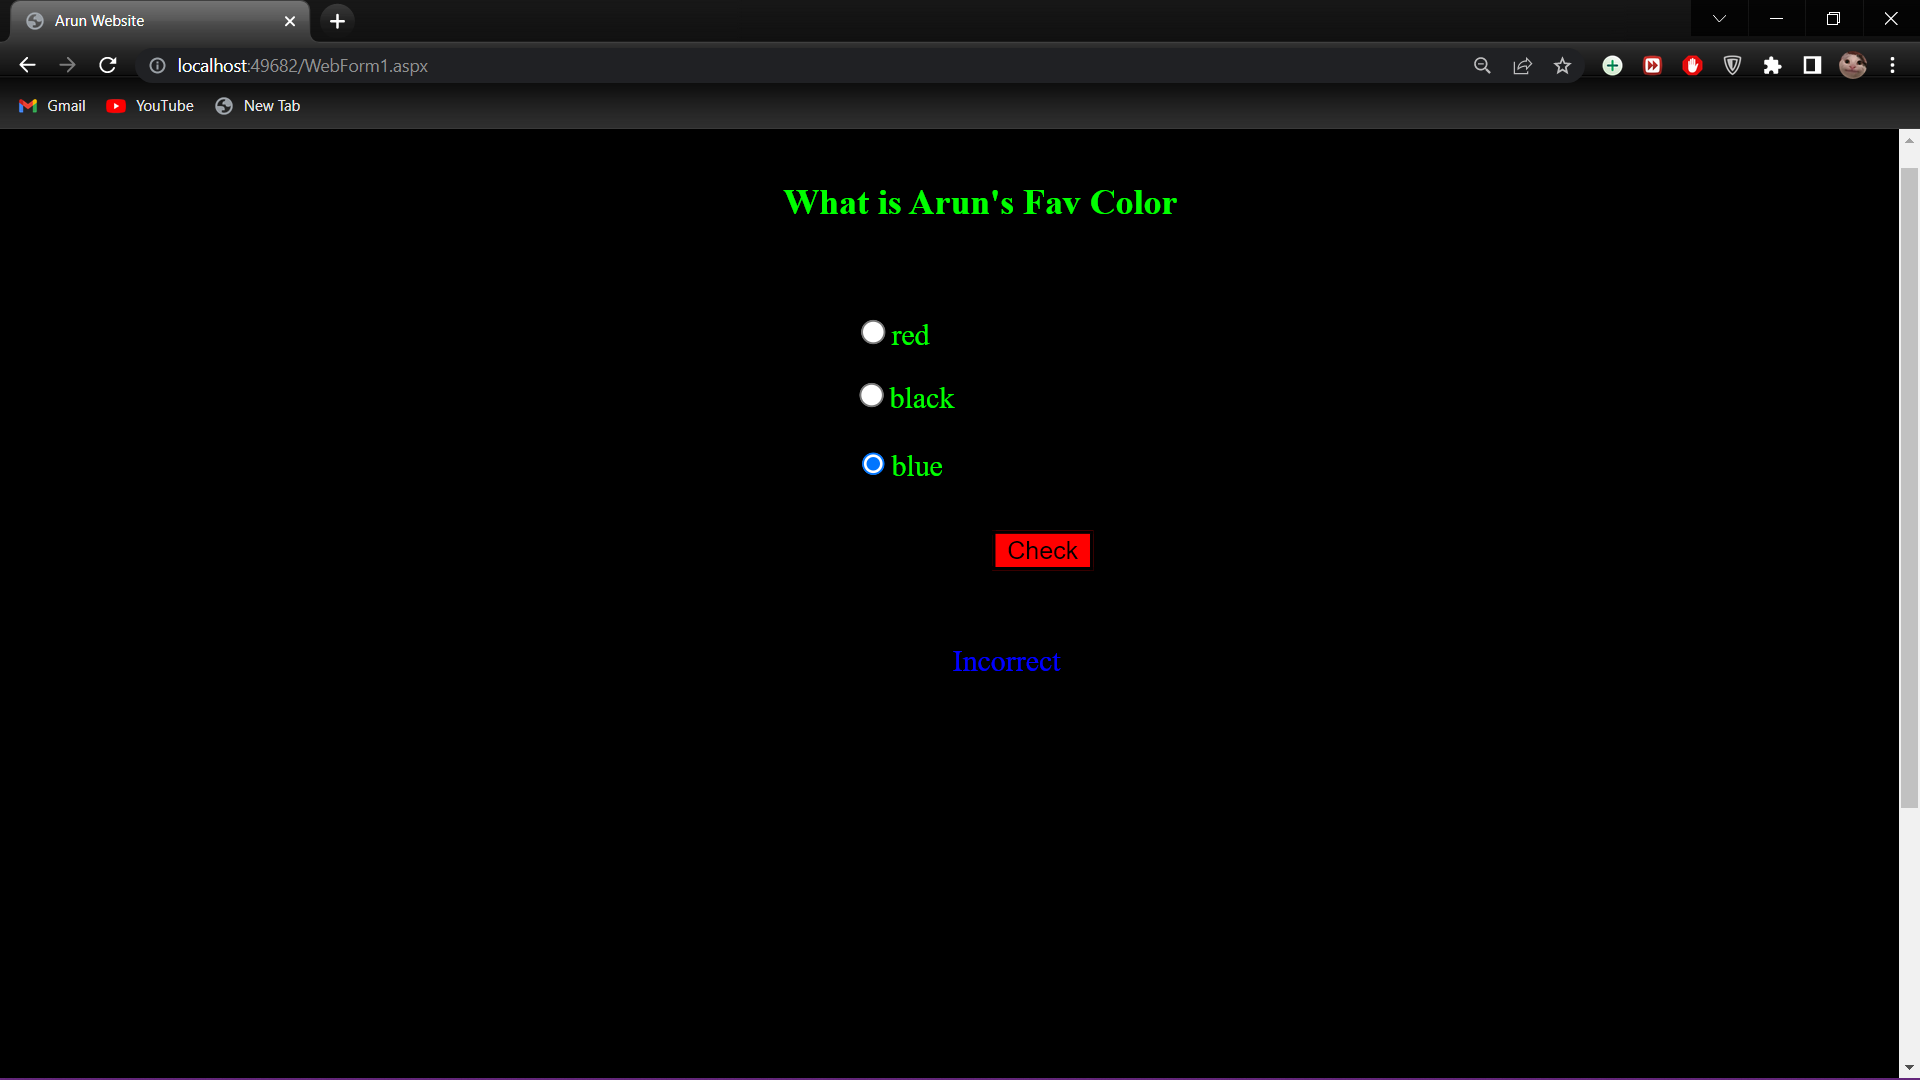 Arun Website
localhost:49682/WebForm1.aspx
Gmail YouTube New Tab
What is Arun's Fav Color
red
black
blue
Check
Incorrect